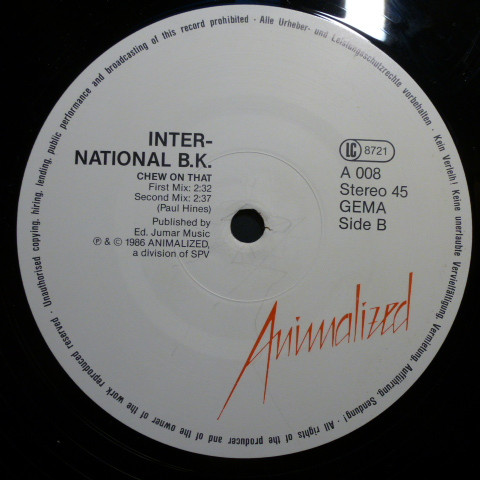 INTER-
NATIONAL B.K.
CHEW ON THAT
First Mix: 2:32
Second Mix: 2:37
(Paul Hines)
Published by
Ed. Jumar Music
℗ & © 1986 ANIMALIZED,
a division of SPV
LC 8721
A 008
Stereo 45
GEMA
Side B
Animalized
· All rights of the producer and of the owner of the work reproduced reserved · Unauthorised copying, hiring, lending, public performance and broadcasting of this record prohibited · Alle Urheber- und Leistungsschutzrechte vorbehalten · Kein Verleih! Keine unerlaubte Vervielfältigung, Vermietung, Aufführung, Sendung!